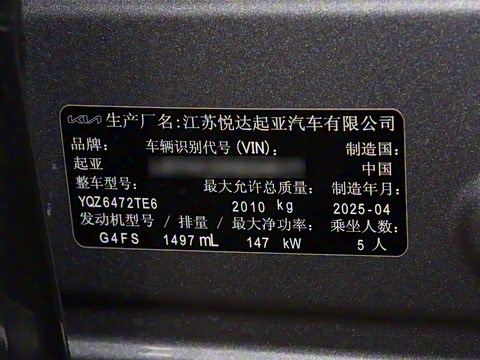 KIA 生产厂名:江苏悦达起亚汽车有限公司
品牌: 车辆识别代号(VIN): 制造国:
起亚 中国
整车型号: 最大允许总质量: 制造年月:
YQZ6472TE6 2010 kg 2025-04
发动机型号/排量/最大净功率: 乘坐人数:
G4FS 1497 mL 147 kW 5 人